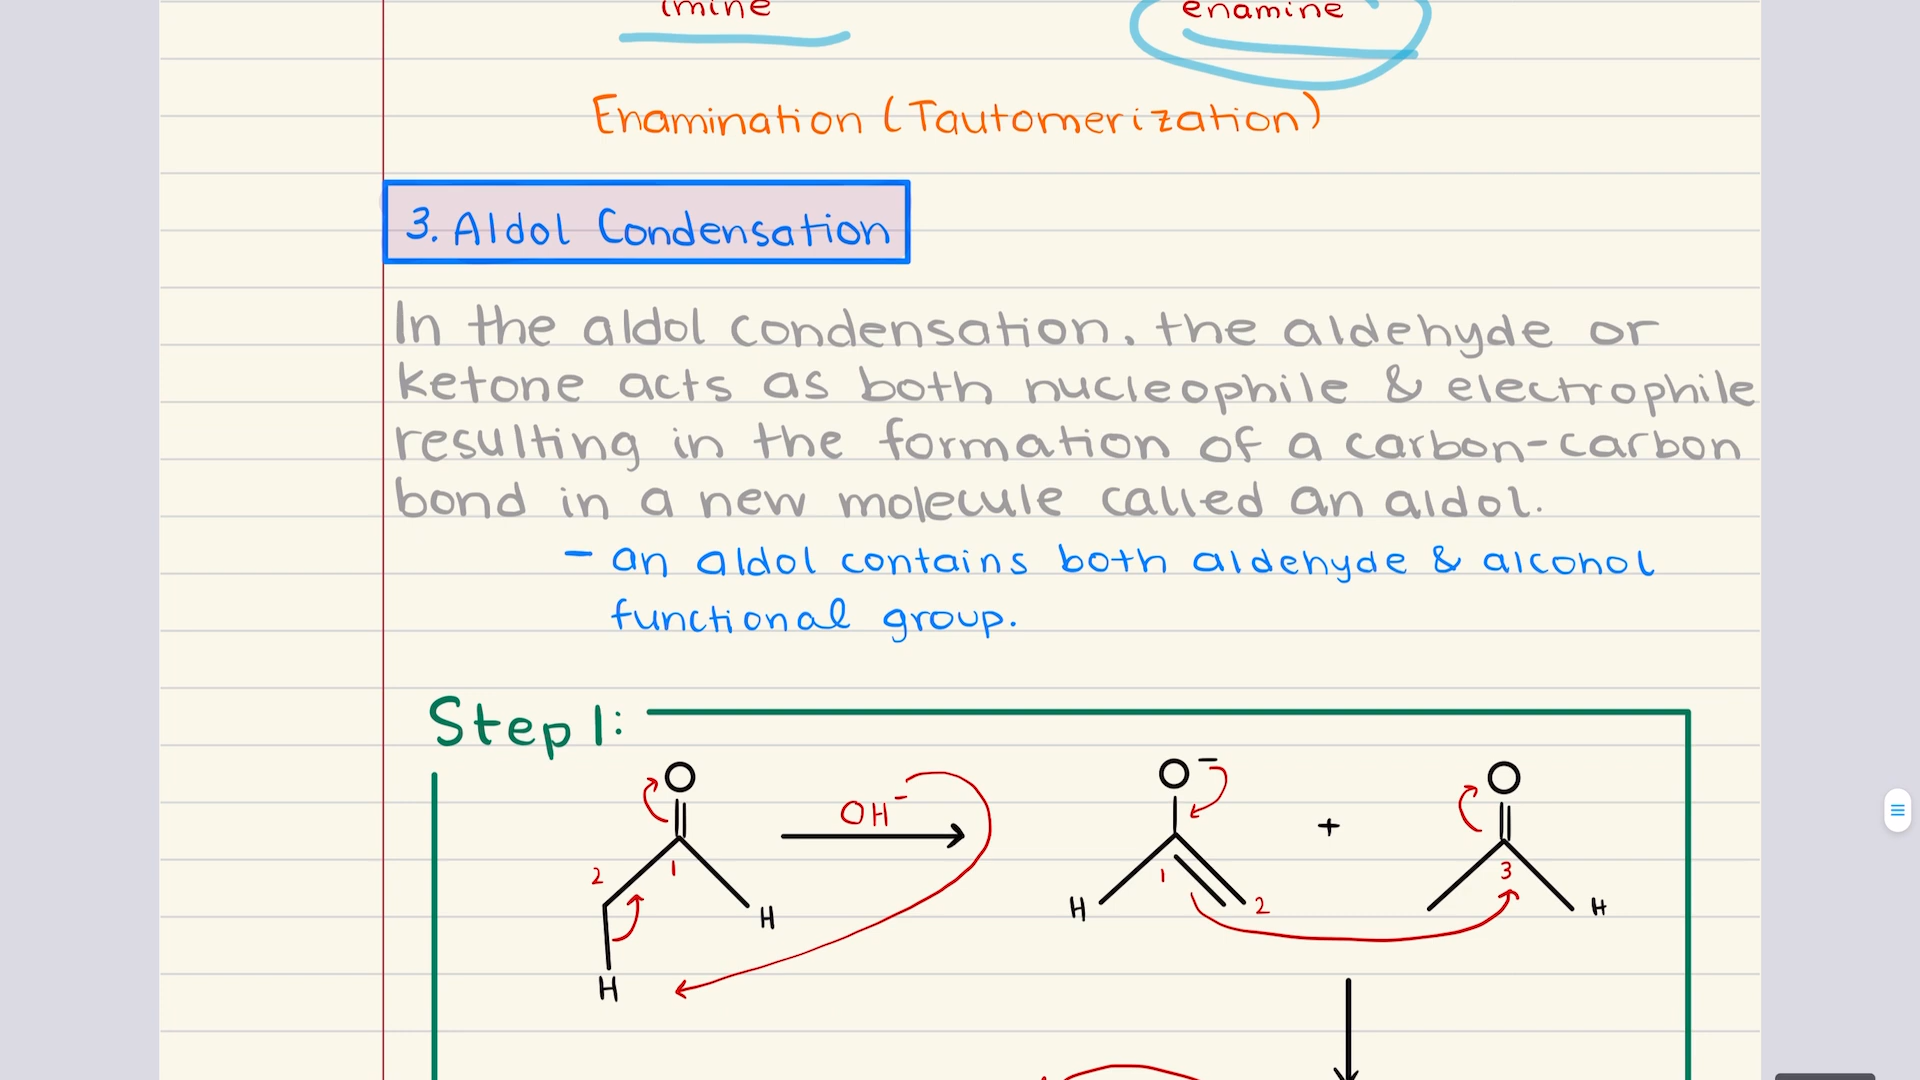 imine enamine
Enamination (Tautomerization)
3. Aldol Condensation
In the aldol condensation, the aldehyde or
ketone acts as both nucleophile & electrophile
resulting in the formation of a carbon-carbon
bond in a new molecule called an aldol.
- an aldol contains both aldehyde & alcohol
functional group.
Step 1:
O O⁻ O
OH⁻
+
2 1 1 3
H H 2 H
H